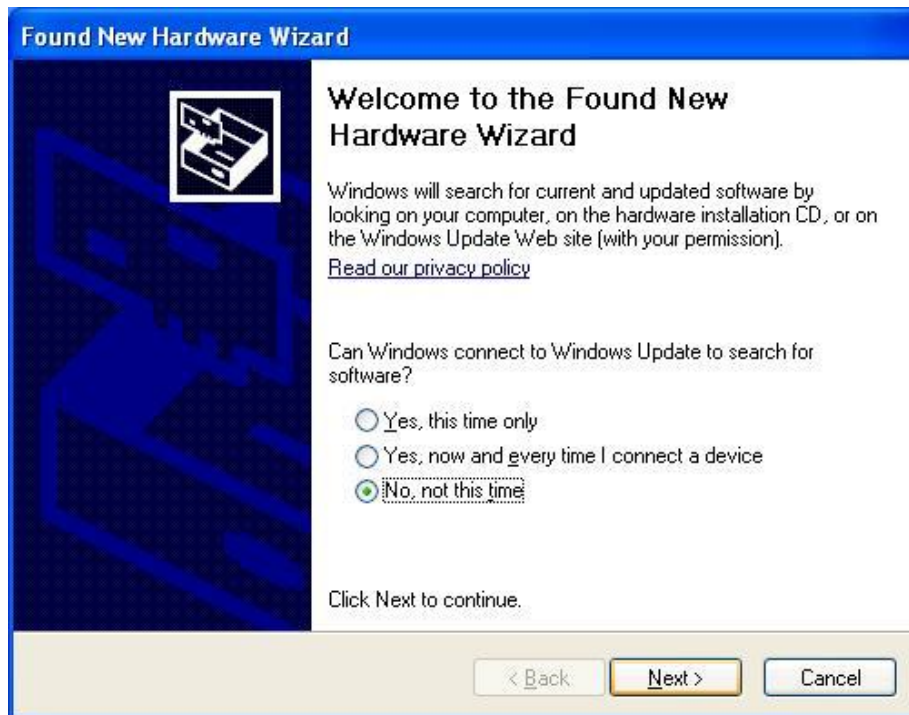 Found New Hardware Wizard
Welcome to the Found New
Hardware Wizard
Windows will search for current and updated software by
looking on your computer, on the hardware installation CD, or on
the Windows Update Web site (with your permission).
Read our privacy policy
Can Windows connect to Windows Update to search for
software?
Yes, this time only
Yes, now and every time I connect a device
No, not this time
Click Next to continue.
< Back
Next >
Cancel